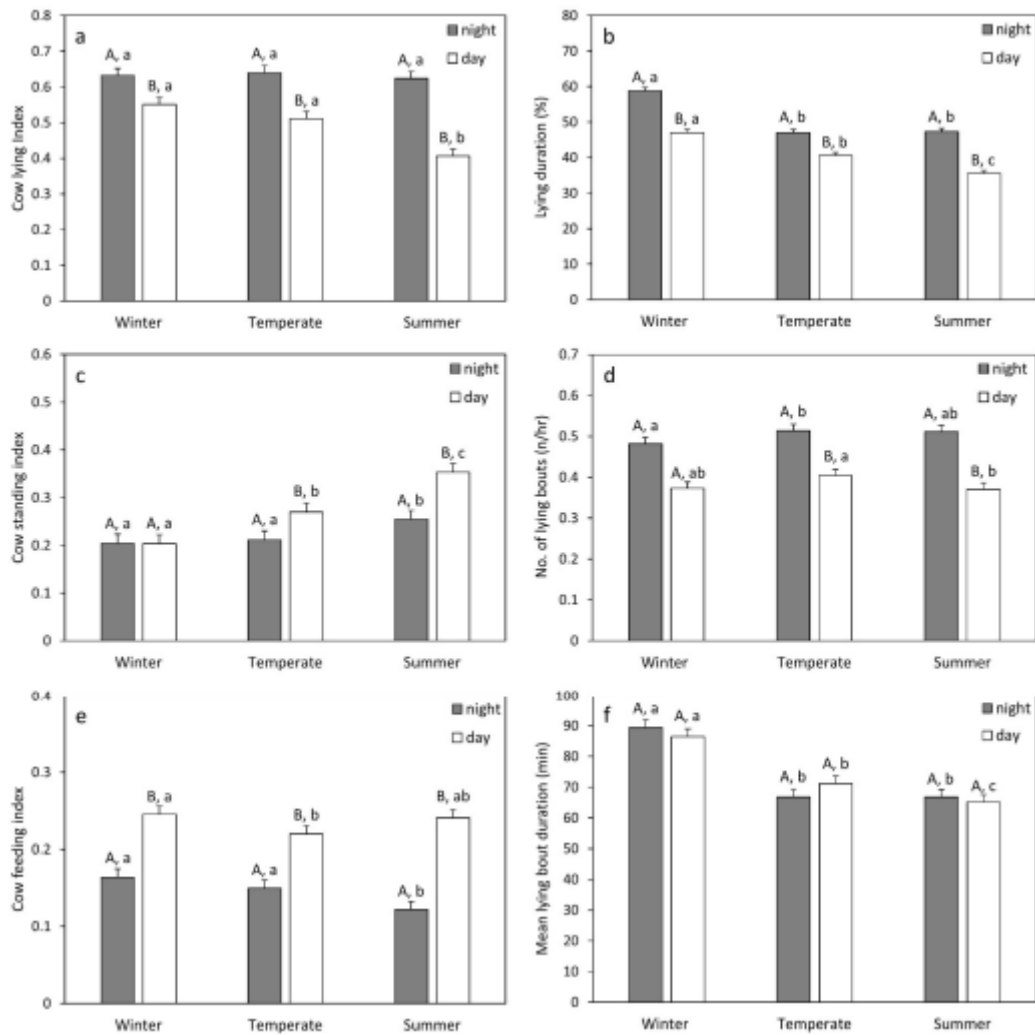 a
night
day
Cow lying Index
0.8
0.7
0.6
0.5
0.4
0.3
0.2
0.1
0
A, a
B, a
A, a
B, a
A, a
B, b
Winter Temperate Summer
b
night
day
Lying duration (%)
80
70
60
50
40
30
20
10
0
A, a
B, a
A, b
B, b
A, b
B, c
Winter Temperate Summer
c
night
day
Cow standing index
0.6
0.5
0.4
0.3
0.2
0.1
0
A, a
A, a
A, a
B, b
A, b
B, c
Winter Temperate Summer
d
night
day
No. of lying bouts (n/hr)
0.7
0.6
0.5
0.4
0.3
0.2
0.1
0
A, a
A, ab
A, b
B, a
A, ab
B, b
Winter Temperate Summer
e
night
day
Cow feeding index
0.4
0.3
0.2
0.1
0
A, a
B, a
A, a
B, b
A, b
B, ab
Winter Temperate Summer
f
night
day
Mean lying bout duration (min)
100
90
80
70
60
50
40
30
20
10
0
A, a
A, a
A, b
A, b
A, b
A, c
Winter Temperate Summer